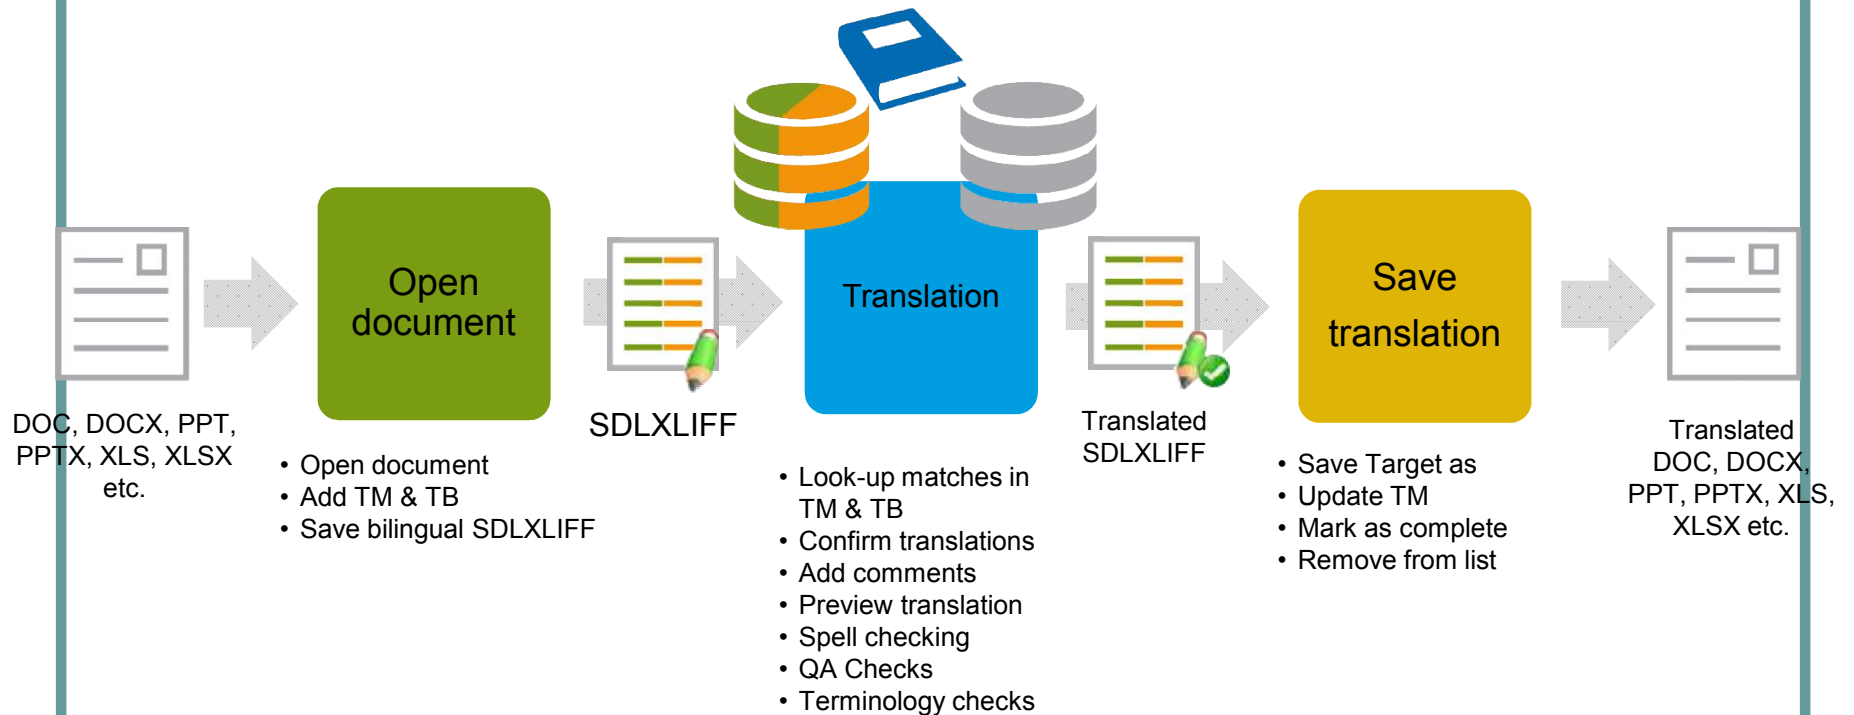 DOC, DOCX, PPT,
PPTX, XLS, XLSX
etc.
Open
document
• Open document
• Add TM & TB
• Save bilingual SDLXLIFF
SDLXLIFF
Translation
• Look-up matches in
TM & TB
• Confirm translations
• Add comments
• Preview translation
• Spell checking
• QA Checks
• Terminology checks
Translated
SDLXLIFF
Save
translation
• Save Target as
• Update TM
• Mark as complete
• Remove from list
Translated
DOC, DOCX,
PPT, PPTX, XLS,
XLSX etc.